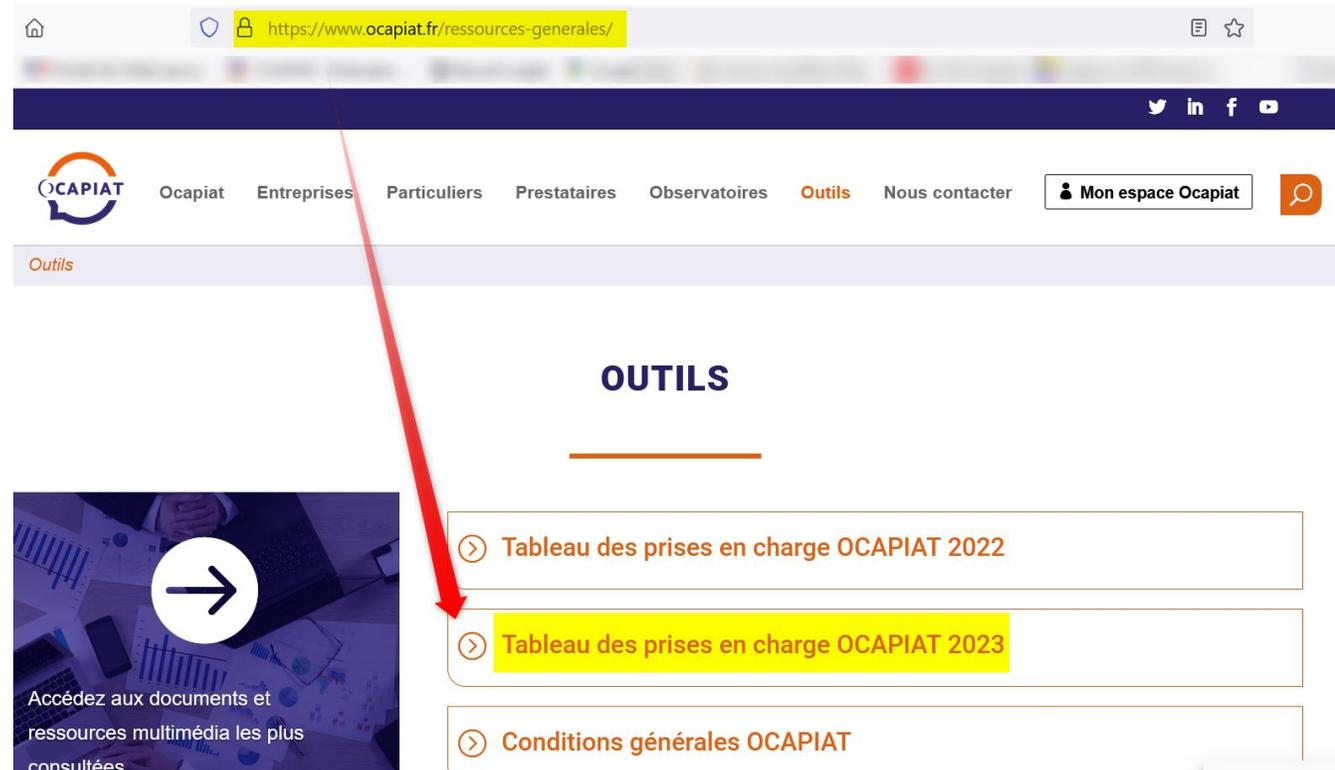 https://www.ocapiat.fr/ressources-generales/
OCAPIAT
Ocapiat Entreprises Particuliers Prestataires Observatoires Outils Nous contacter Mon espace Ocapiat
Outils
OUTILS
Tableau des prises en charge OCAPIAT 2022
Tableau des prises en charge OCAPIAT 2023
Conditions générales OCAPIAT
Accédez aux documents et
ressources multimédia les plus
consultées